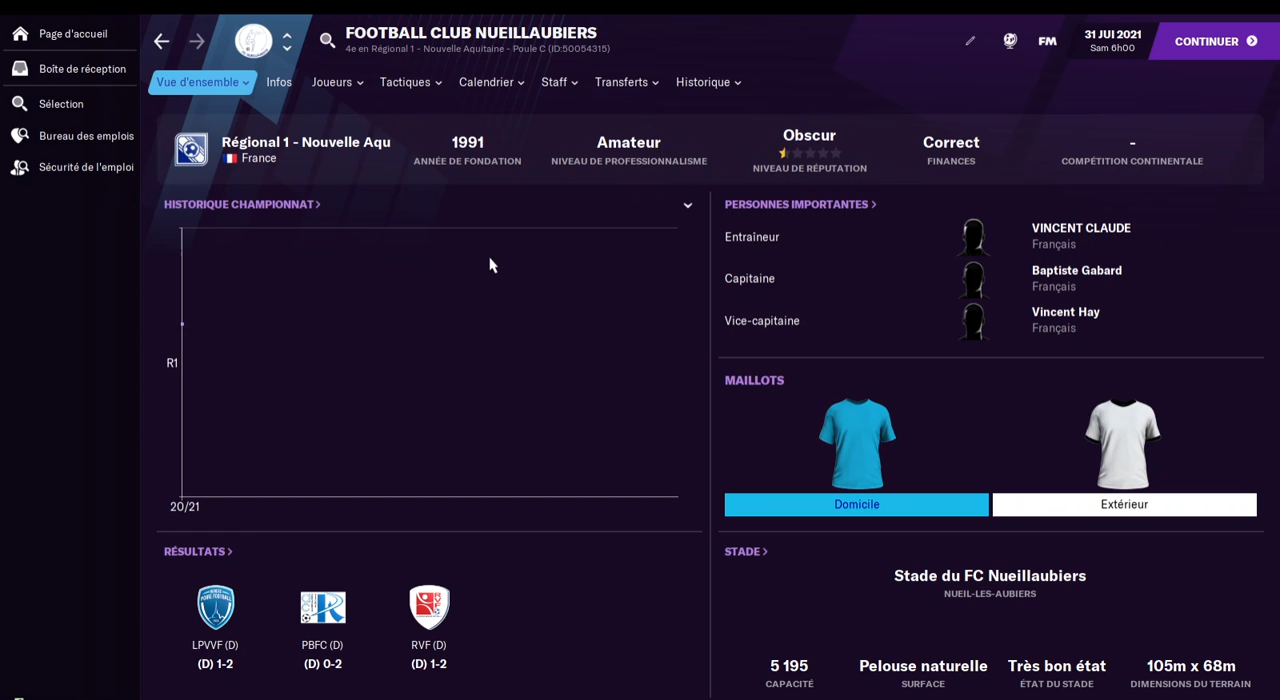 Page d'accueil
Boîte de réception
Sélection
Bureau des emplois
Sécurité de l'emploi
FOOTBALL CLUB NUEILLAUBIERS
4e en Régional 1 - Nouvelle Aquitaine - Poule C (ID:50054315)
FM
31 JUI 2021
Sam 6h00
CONTINUER
Vue d'ensemble
Infos
Joueurs
Tactiques
Calendrier
Staff
Transferts
Historique
Régional 1 - Nouvelle Aqu
France
1991
ANNÉE DE FONDATION
Amateur
NIVEAU DE PROFESSIONNALISME
Obscur
NIVEAU DE RÉPUTATION
Correct
FINANCES
-
COMPÉTITION CONTINENTALE
HISTORIQUE CHAMPIONNAT >
R1
20/21
PERSONNES IMPORTANTES >
Entraîneur
VINCENT CLAUDE
Français
Capitaine
Baptiste Gabard
Français
Vice-capitaine
Vincent Hay
Français
MAILLOTS
Domicile
Extérieur
RÉSULTATS >
LPVVF (D)
(D) 1-2
PBFC (D)
(D) 0-2
RVF (D)
(D) 1-2
STADE >
Stade du FC Nueillaubiers
NUEIL-LES-AUBIERS
5 195
CAPACITÉ
Pelouse naturelle
SURFACE
Très bon état
ÉTAT DU STADE
105m x 68m
DIMENSIONS DU TERRAIN